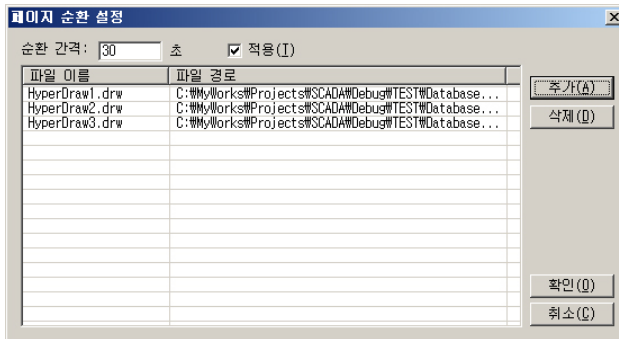 페이지 순환 설정
순환 간격: 30 초 적용(I)
파일 이름 파일 경로
HyperDraw1.drw C:₩MyWorks₩Projects₩SCADA₩Debug₩TEST₩Database...
HyperDraw2.drw C:₩MyWorks₩Projects₩SCADA₩Debug₩TEST₩Database...
HyperDraw3.drw C:₩MyWorks₩Projects₩SCADA₩Debug₩TEST₩Database...
추가(A)
삭제(D)
확인(O)
취소(C)